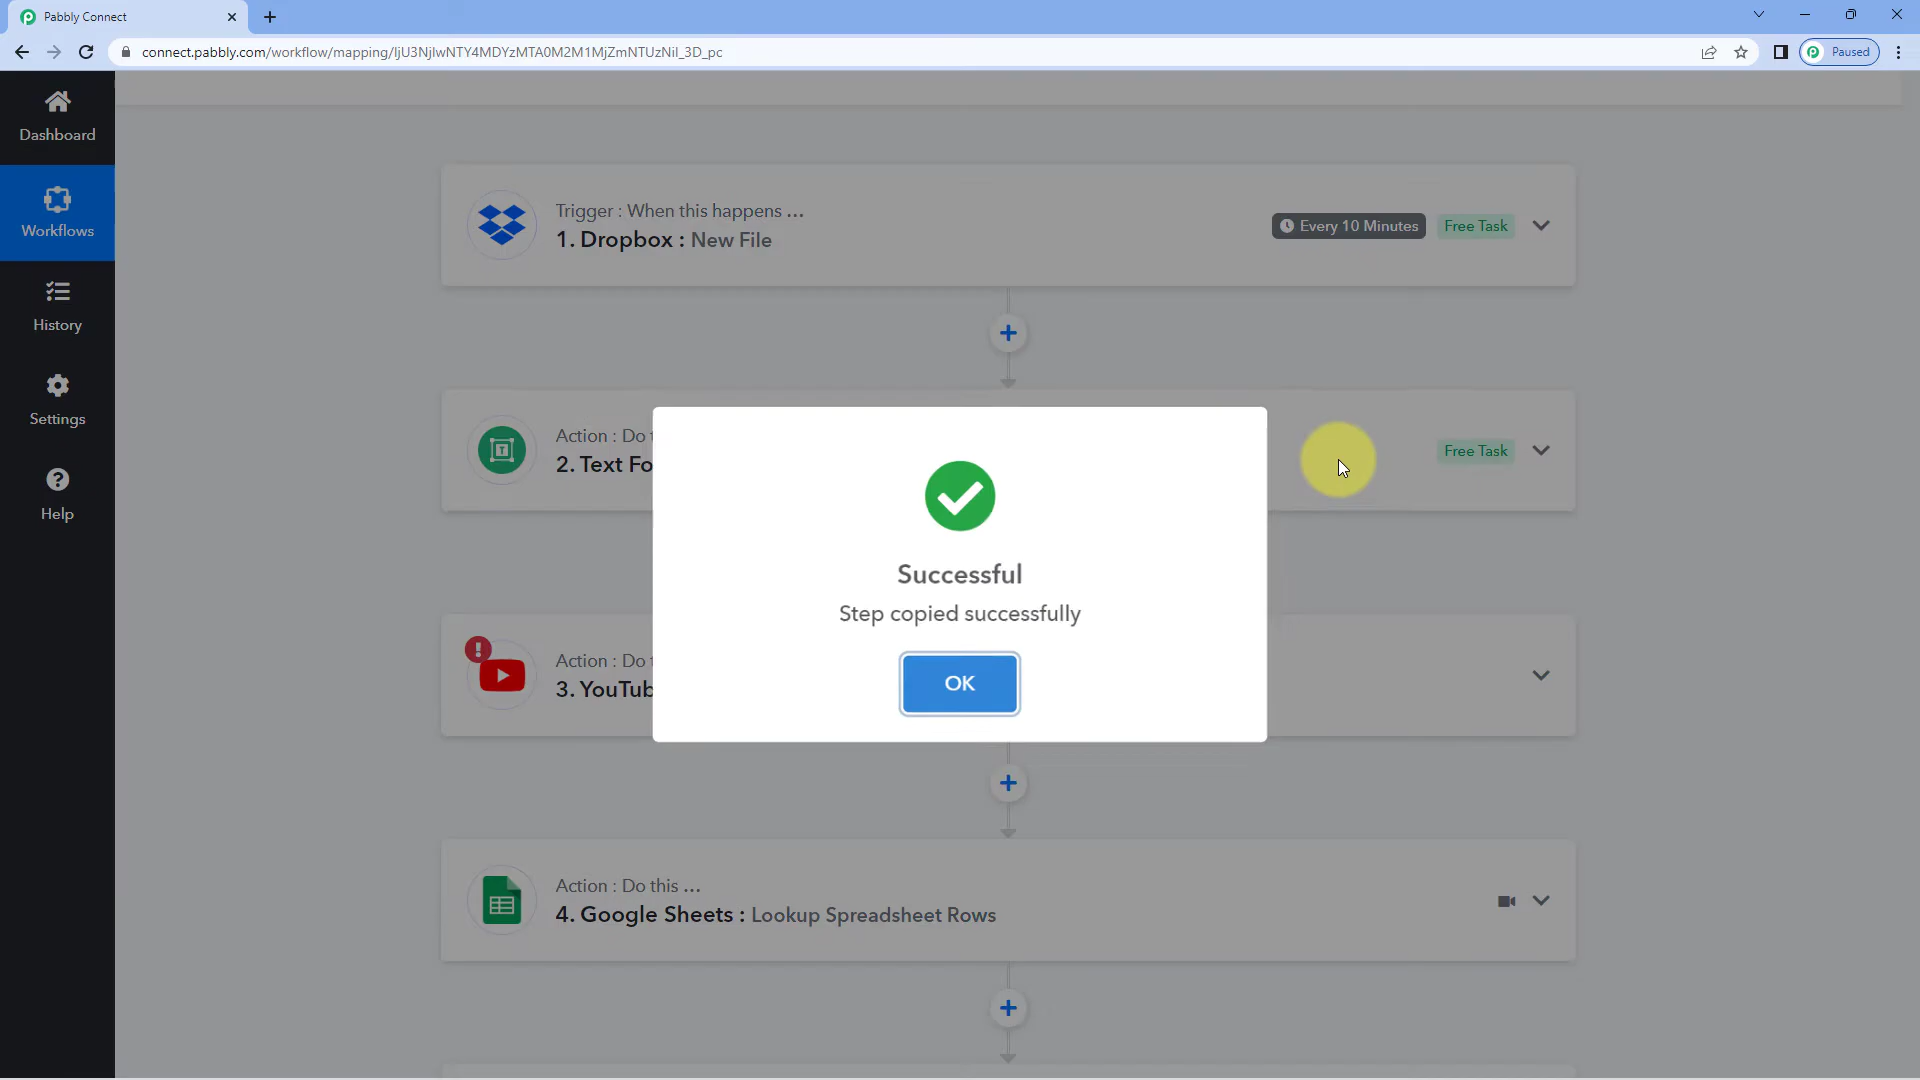 Pabbly Connect
connect.pabbly.com/workflow/mapping/IjU3NjIwNTY4MDYzMTA0M2M1MjZmNTUzNiI_3D_pc
Paused
Dashboard
Workflows
History
Settings
Help
Trigger : When this happens ...
1. Dropbox : New File
Every 10 Minutes
Free Task
Action : Do t
2. Text Fo
Free Task
Successful
Step copied successfully
OK
Action : Do t
3. YouTub
Action : Do this ...
4. Google Sheets : Lookup Spreadsheet Rows